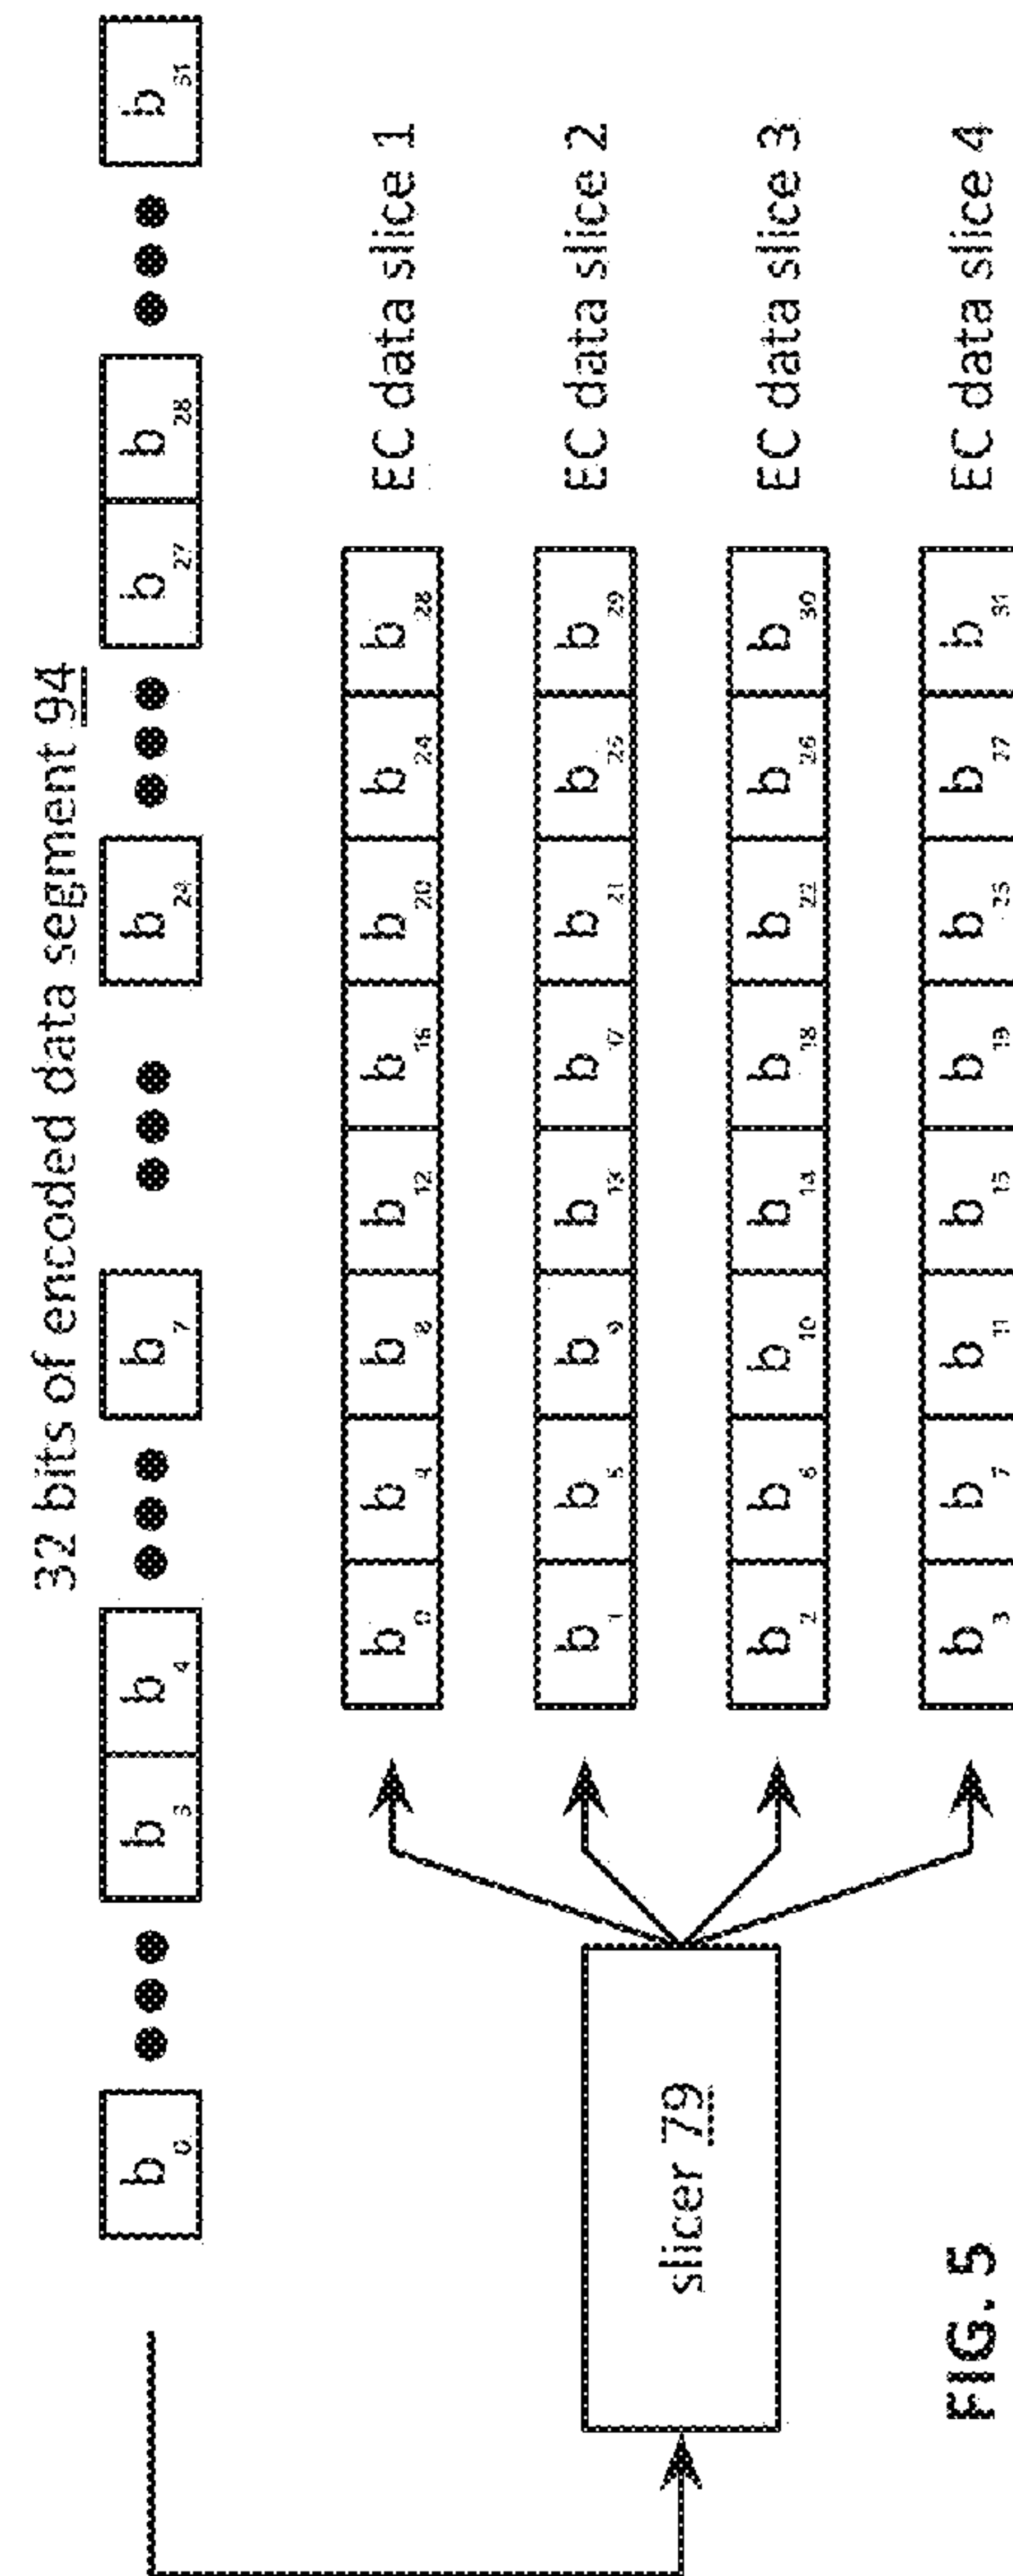 32 bits of encoded data segment 94
b0 ●●● b3 b4 ●●● b7 ●●● b24 ●●● b27 b28 ●●● b31
b0 b4 b8 b12 b16 b20 b24 b28 EC data slice 1
b1 b5 b9 b13 b17 b21 b25 b29 EC data slice 2
slicer 79
b2 b6 b10 b14 b18 b22 b26 b30 EC data slice 3
b3 b7 b11 b15 b19 b23 b27 b31 EC data slice 4
FIG. 5